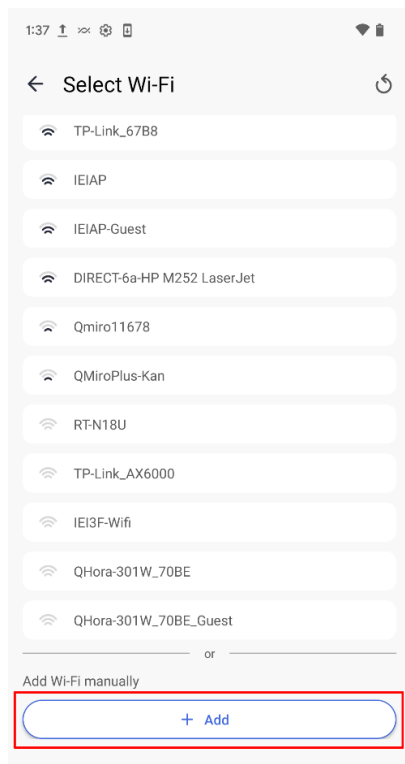 1:37
Select Wi-Fi
TP-Link_67B8
IEIAP
IEIAP-Guest
DIRECT-6a-HP M252 LaserJet
Qmiro11678
QMiroPlus-Kan
RT-N18U
TP-Link_AX6000
IEI3F-Wifi
QHora-301W_70BE
QHora-301W_70BE_Guest
or
Add Wi-Fi manually
+ Add